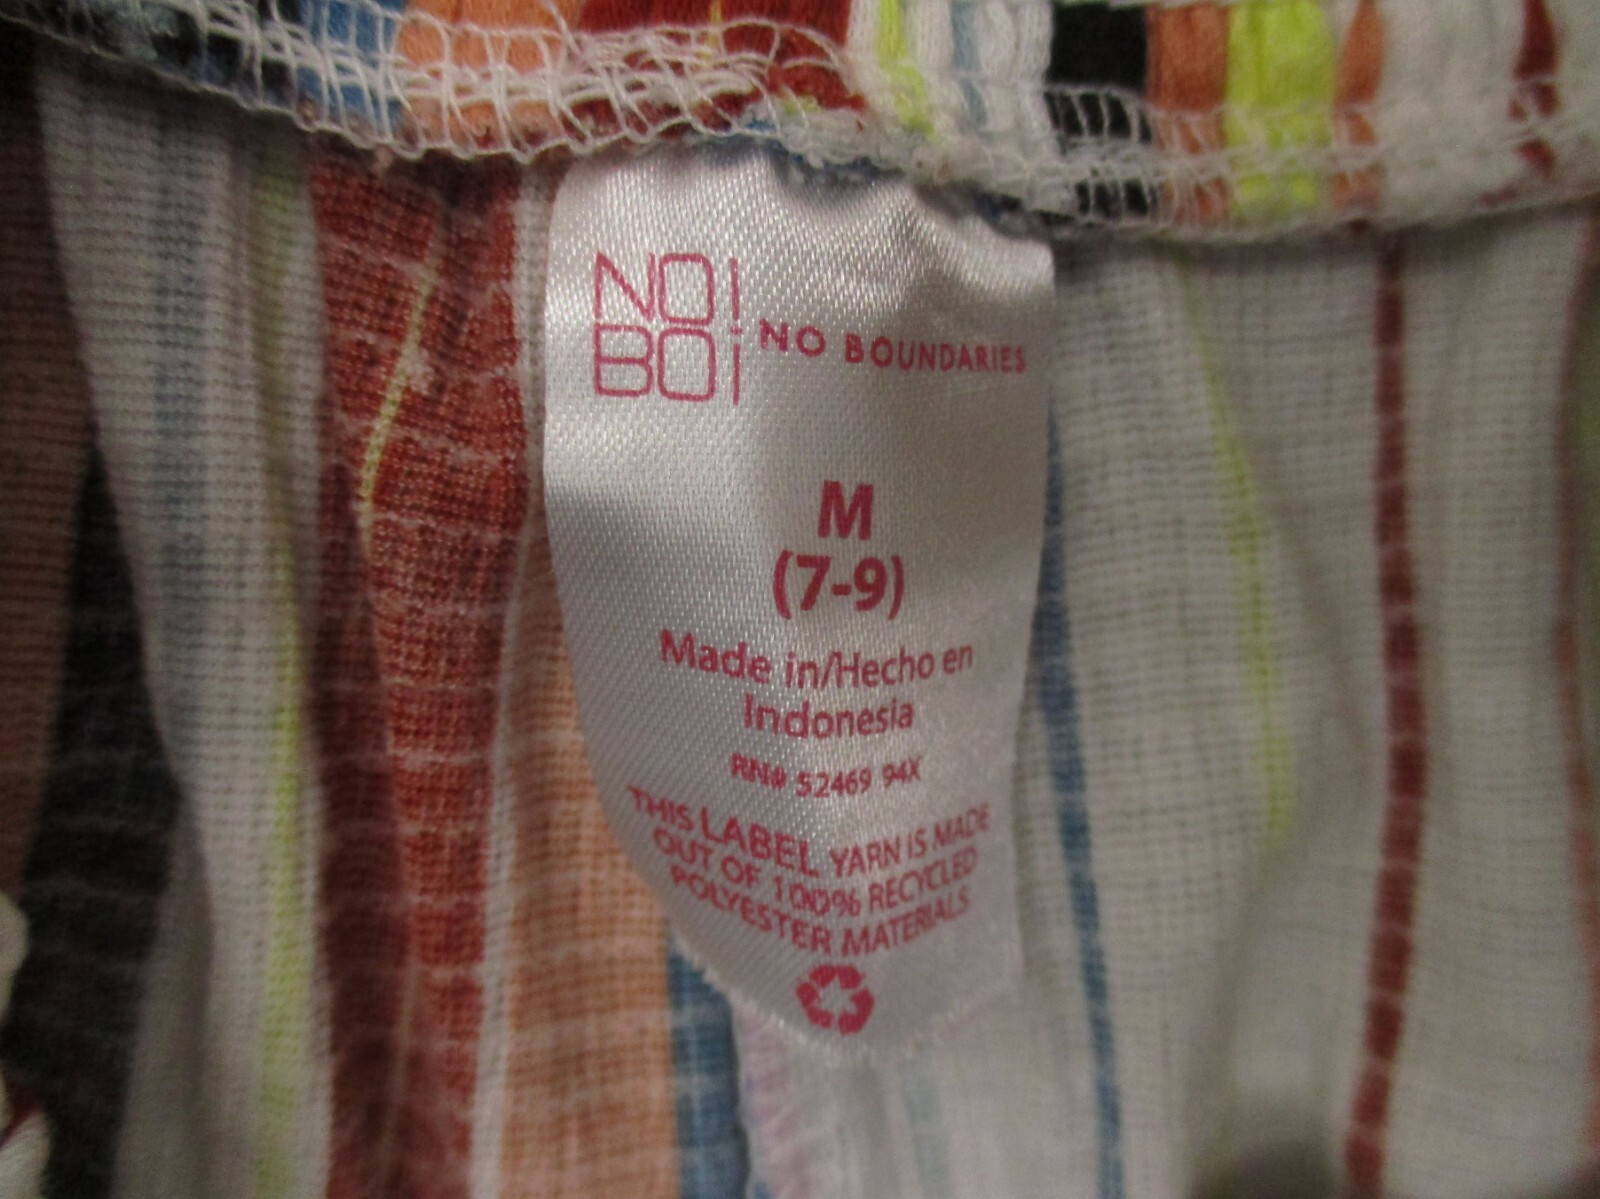 NO!
BO¡
NO BOUNDARIES
M
(7-9)
Made in/Hecho en
Indonesia
RN# 52469 94X
THIS LABEL YARN IS MADE
OUT OF 100% RECYCLED
POLYESTER MATERIALS